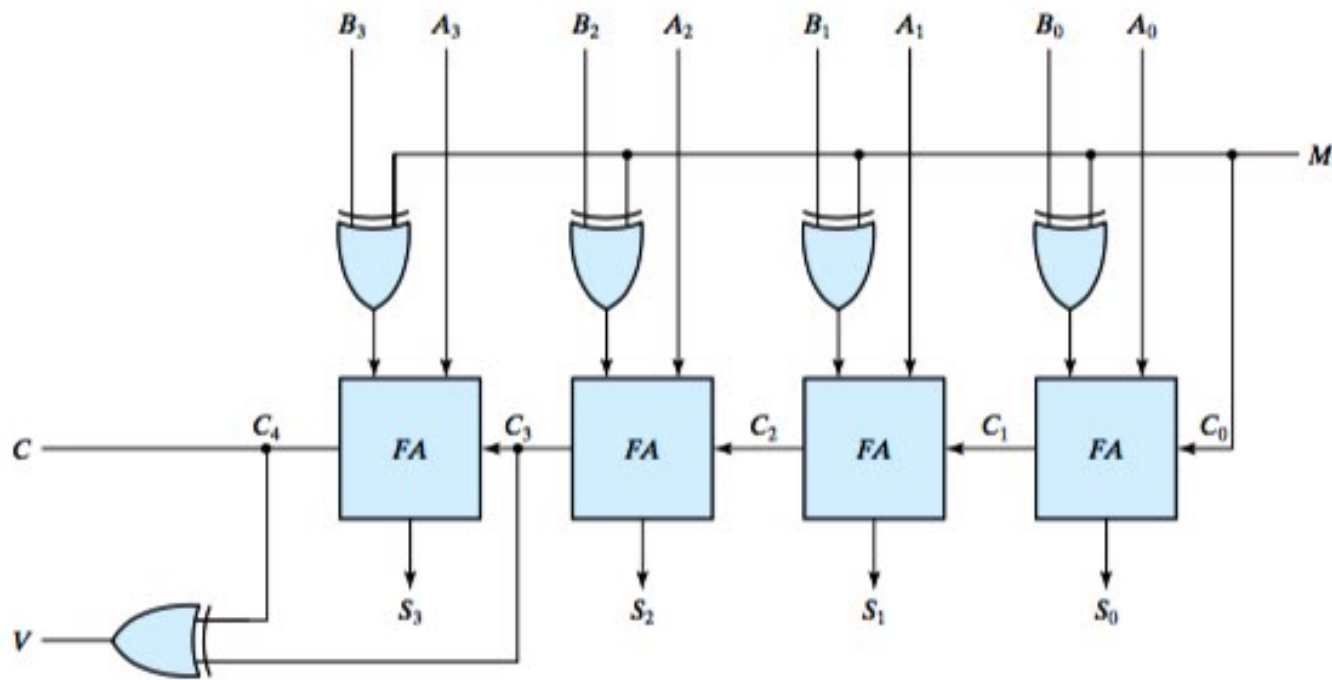 B₃ A₃ B₂ A₂ B₁ A₁ B₀ A₀
M
C C₄ FA C₃ FA C₂ FA C₁ FA C₀
S₃ S₂ S₁ S₀
V